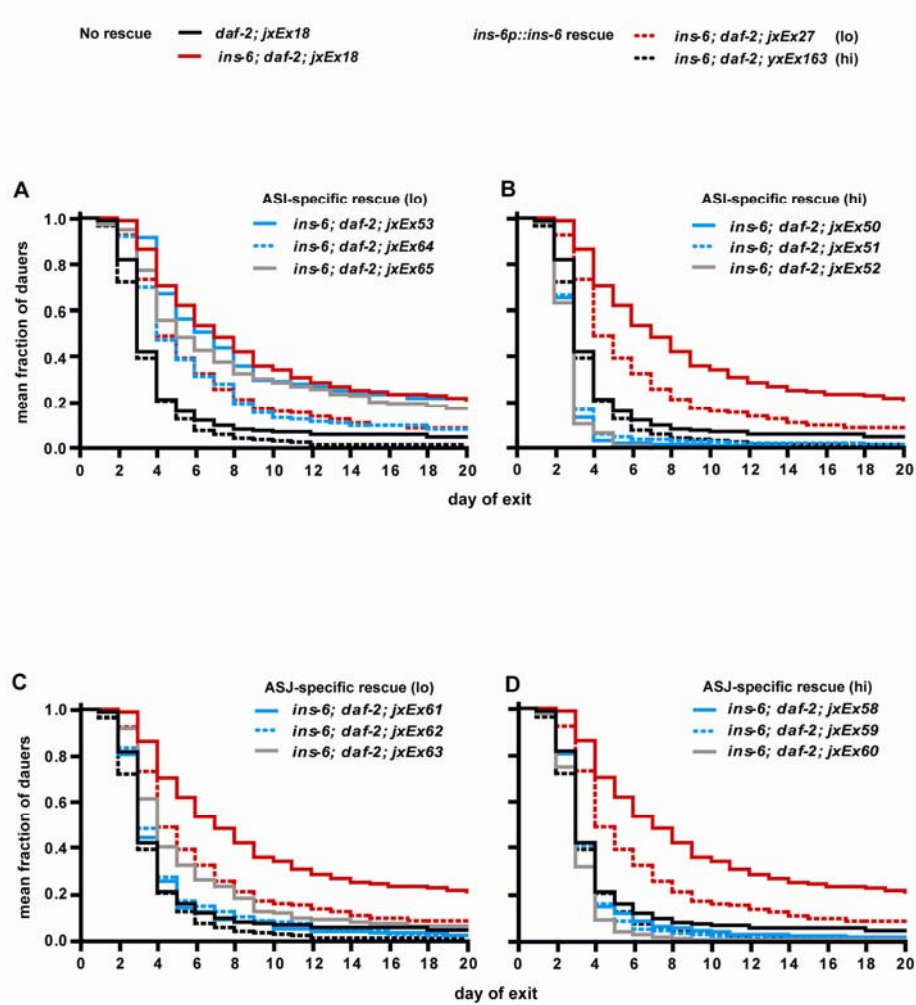 No rescue
daf-2; jxEx18
ins-6; daf-2; jxEx18
ins-6p::ins-6 rescue
ins-6; daf-2; jxEx27 (lo)
ins-6; daf-2; yxEx163 (hi)
A
ASI-specific rescue (lo)
ins-6; daf-2; jxEx53
ins-6; daf-2; jxEx64
ins-6; daf-2; jxEx65
mean fraction of dauers
1.0
0.8
0.6
0.4
0.2
0.0
0 2 4 6 8 10 12 14 16 18 20
B
ASI-specific rescue (hi)
ins-6; daf-2; jxEx50
ins-6; daf-2; jxEx51
ins-6; daf-2; jxEx52
0 2 4 6 8 10 12 14 16 18 20
day of exit
C
ASJ-specific rescue (lo)
ins-6; daf-2; jxEx61
ins-6; daf-2; jxEx62
ins-6; daf-2; jxEx63
mean fraction of dauers
1.0
0.8
0.6
0.4
0.2
0.0
0 2 4 6 8 10 12 14 16 18 20
D
ASJ-specific rescue (hi)
ins-6; daf-2; jxEx58
ins-6; daf-2; jxEx59
ins-6; daf-2; jxEx60
0 2 4 6 8 10 12 14 16 18 20
day of exit